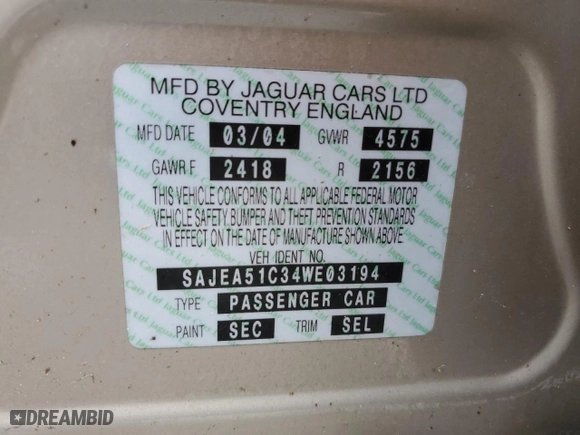 MFD BY JAGUAR CARS LTD
COVENTRY ENGLAND
MFD DATE 03/04 GVWR 4575
GAWR F 2418 R 2156
THIS VEHICLE CONFORMS TO ALL APPLICABLE FEDERAL MOTOR
VEHICLE SAFETY BUMPER AND THEFT PREVENTION STANDARDS
IN EFFECT ON THE DATE OF MANUFACTURE SHOWN ABOVE
VEH IDENT NO.
SAJEA51C34WE03194
TYPE PASSENGER CAR
PAINT SEC TRIM SEL
DREAMBID